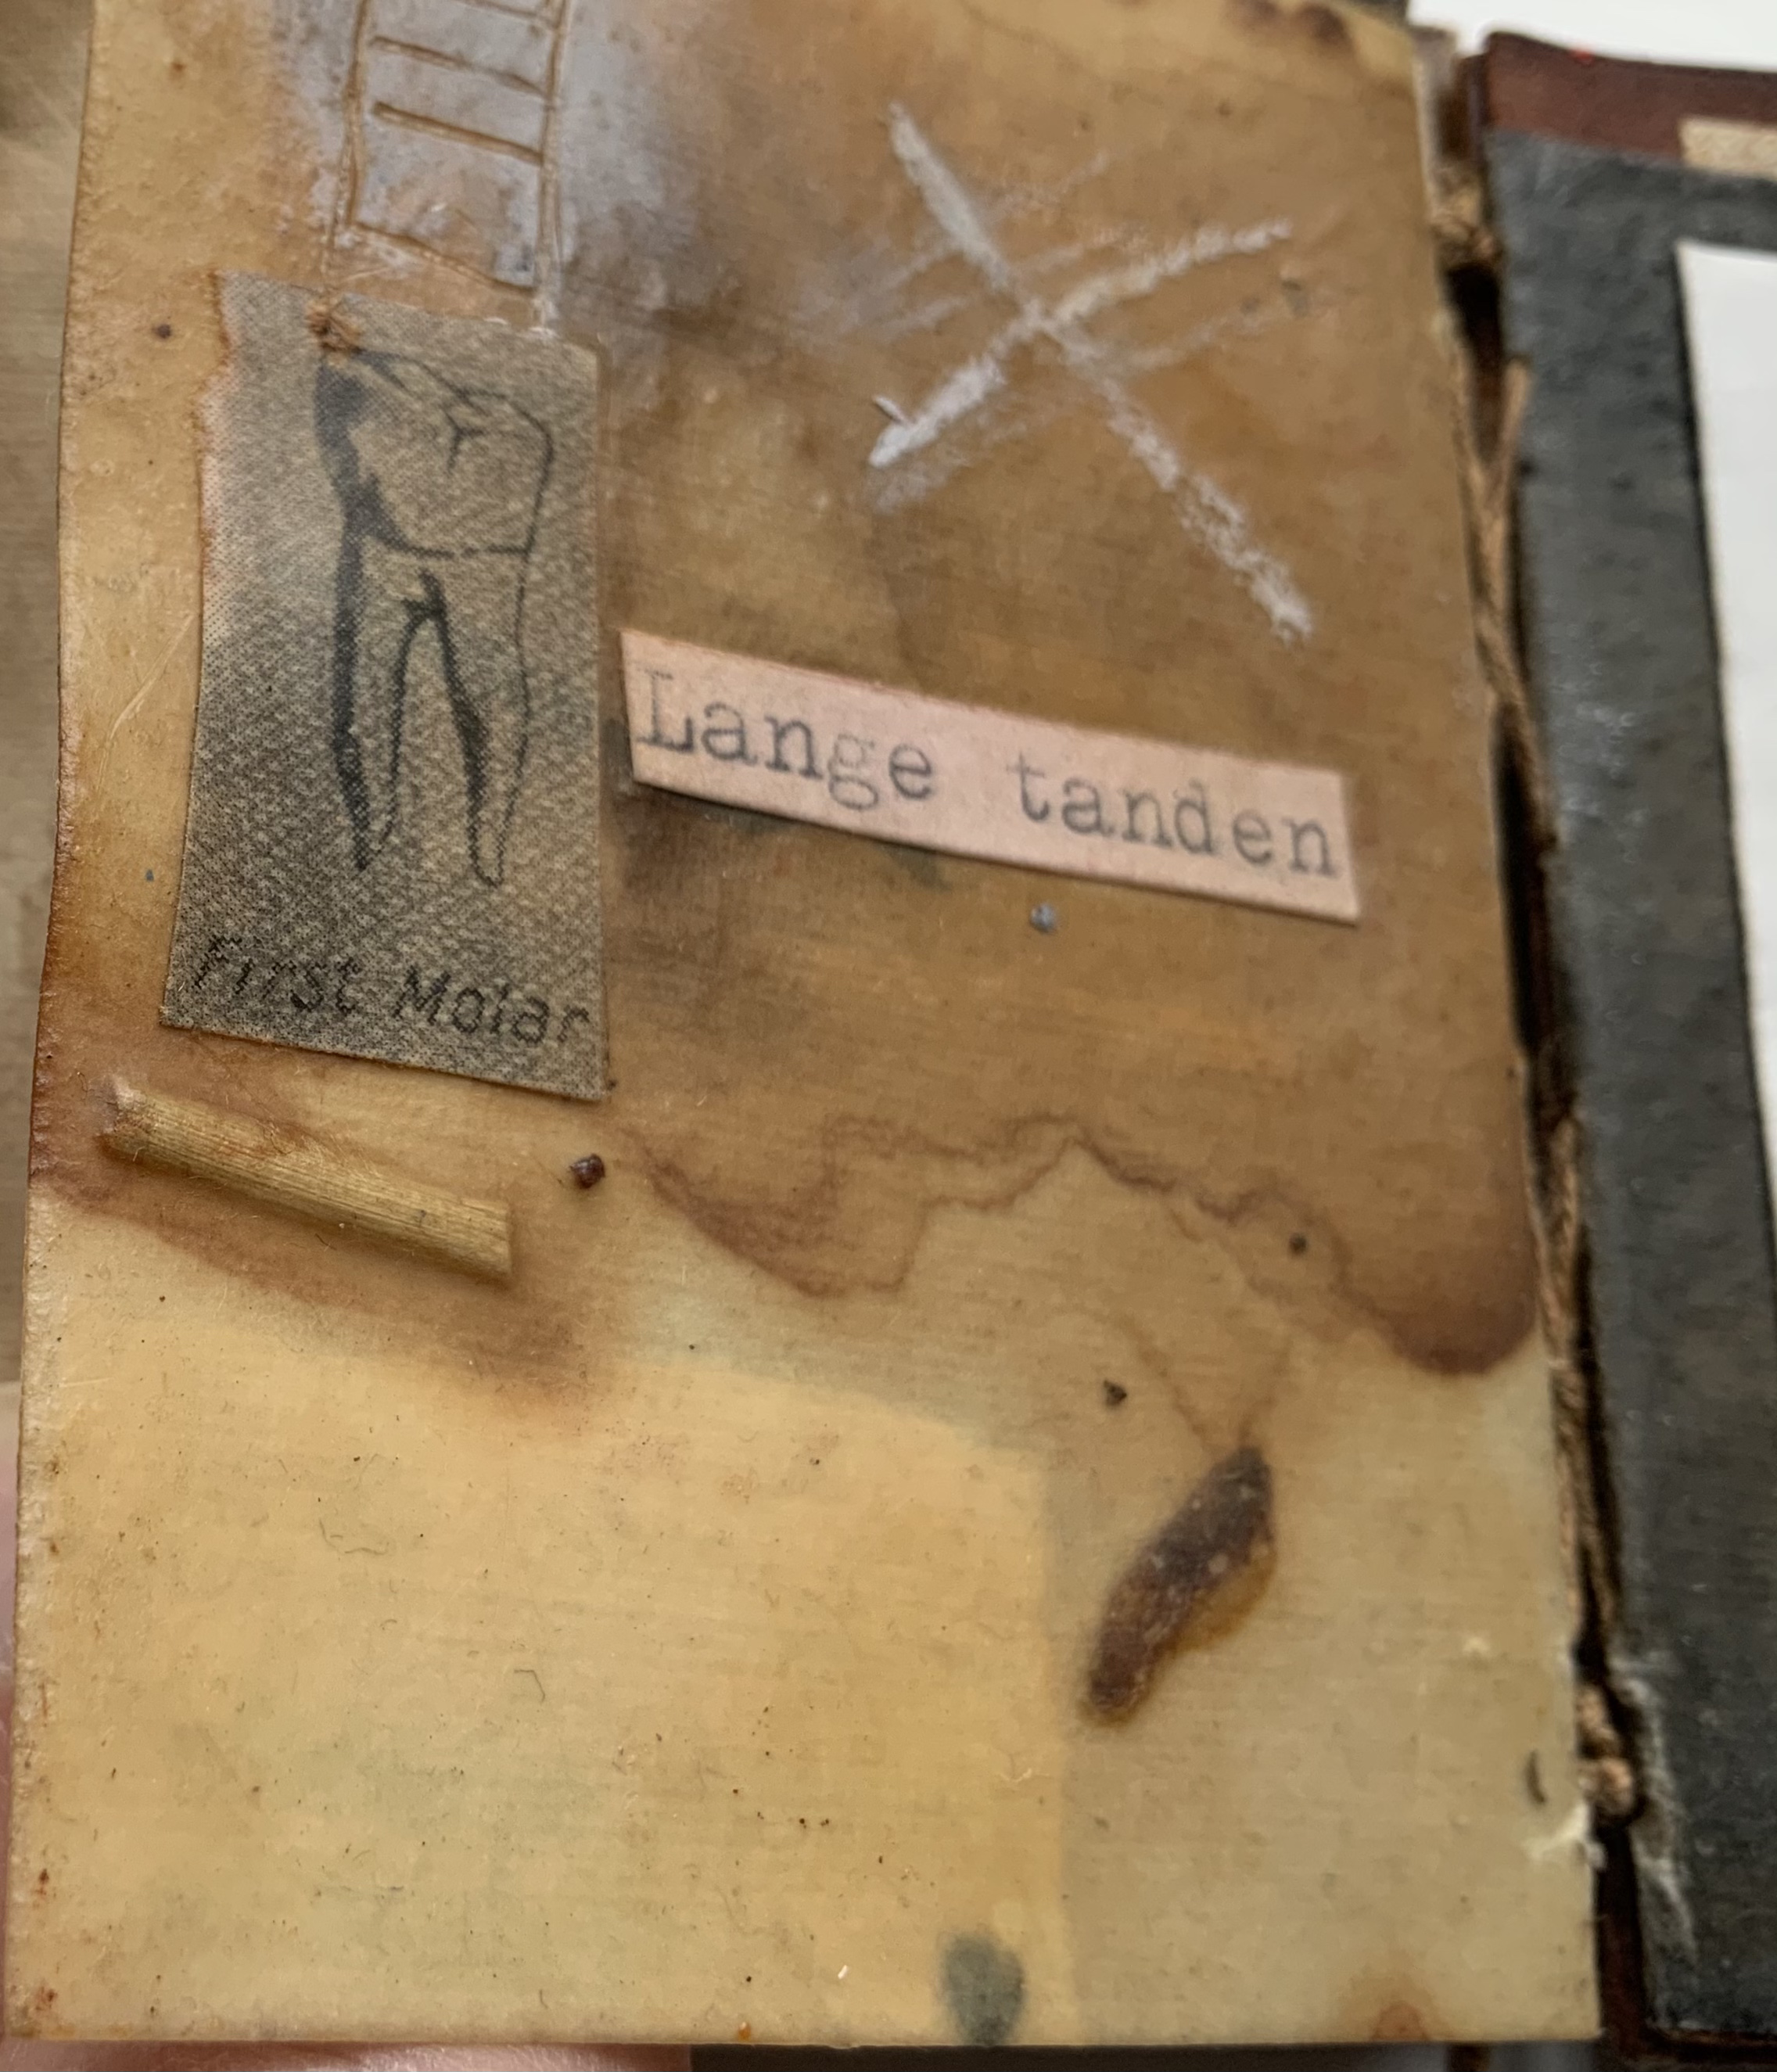 Lange tanden
First Molar